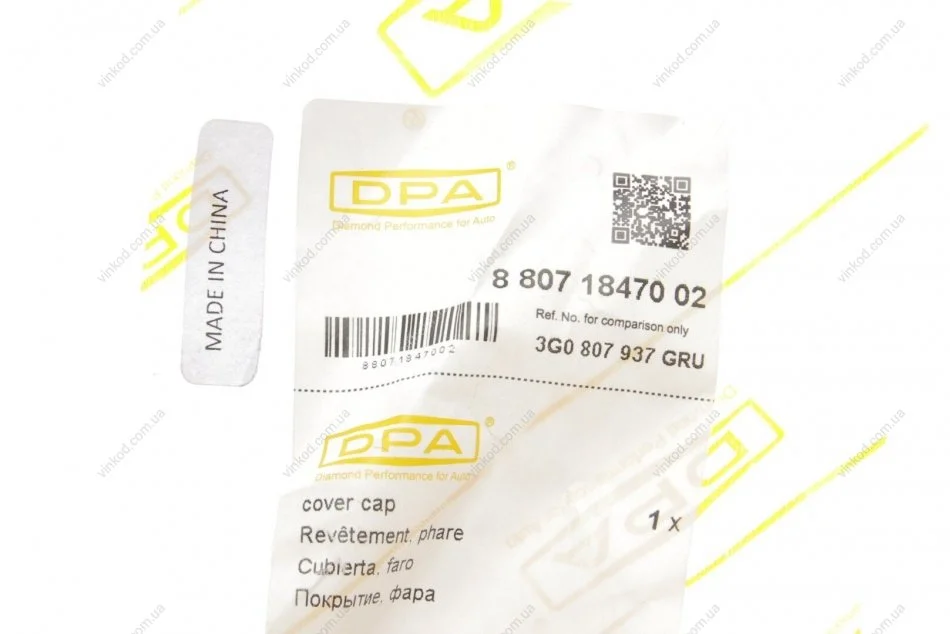 MADE IN CHINA
DPA®
Diamond Performance for Auto
8 807 18470 02
Ref. No. for comparison only
88071847002
3G0 807 937 GRU
DPA®
Diamond Performance for Auto
cover cap
1 x
Revêtement, phare
Cubierta, faro
Покрытие, фара
vinkod.com.ua